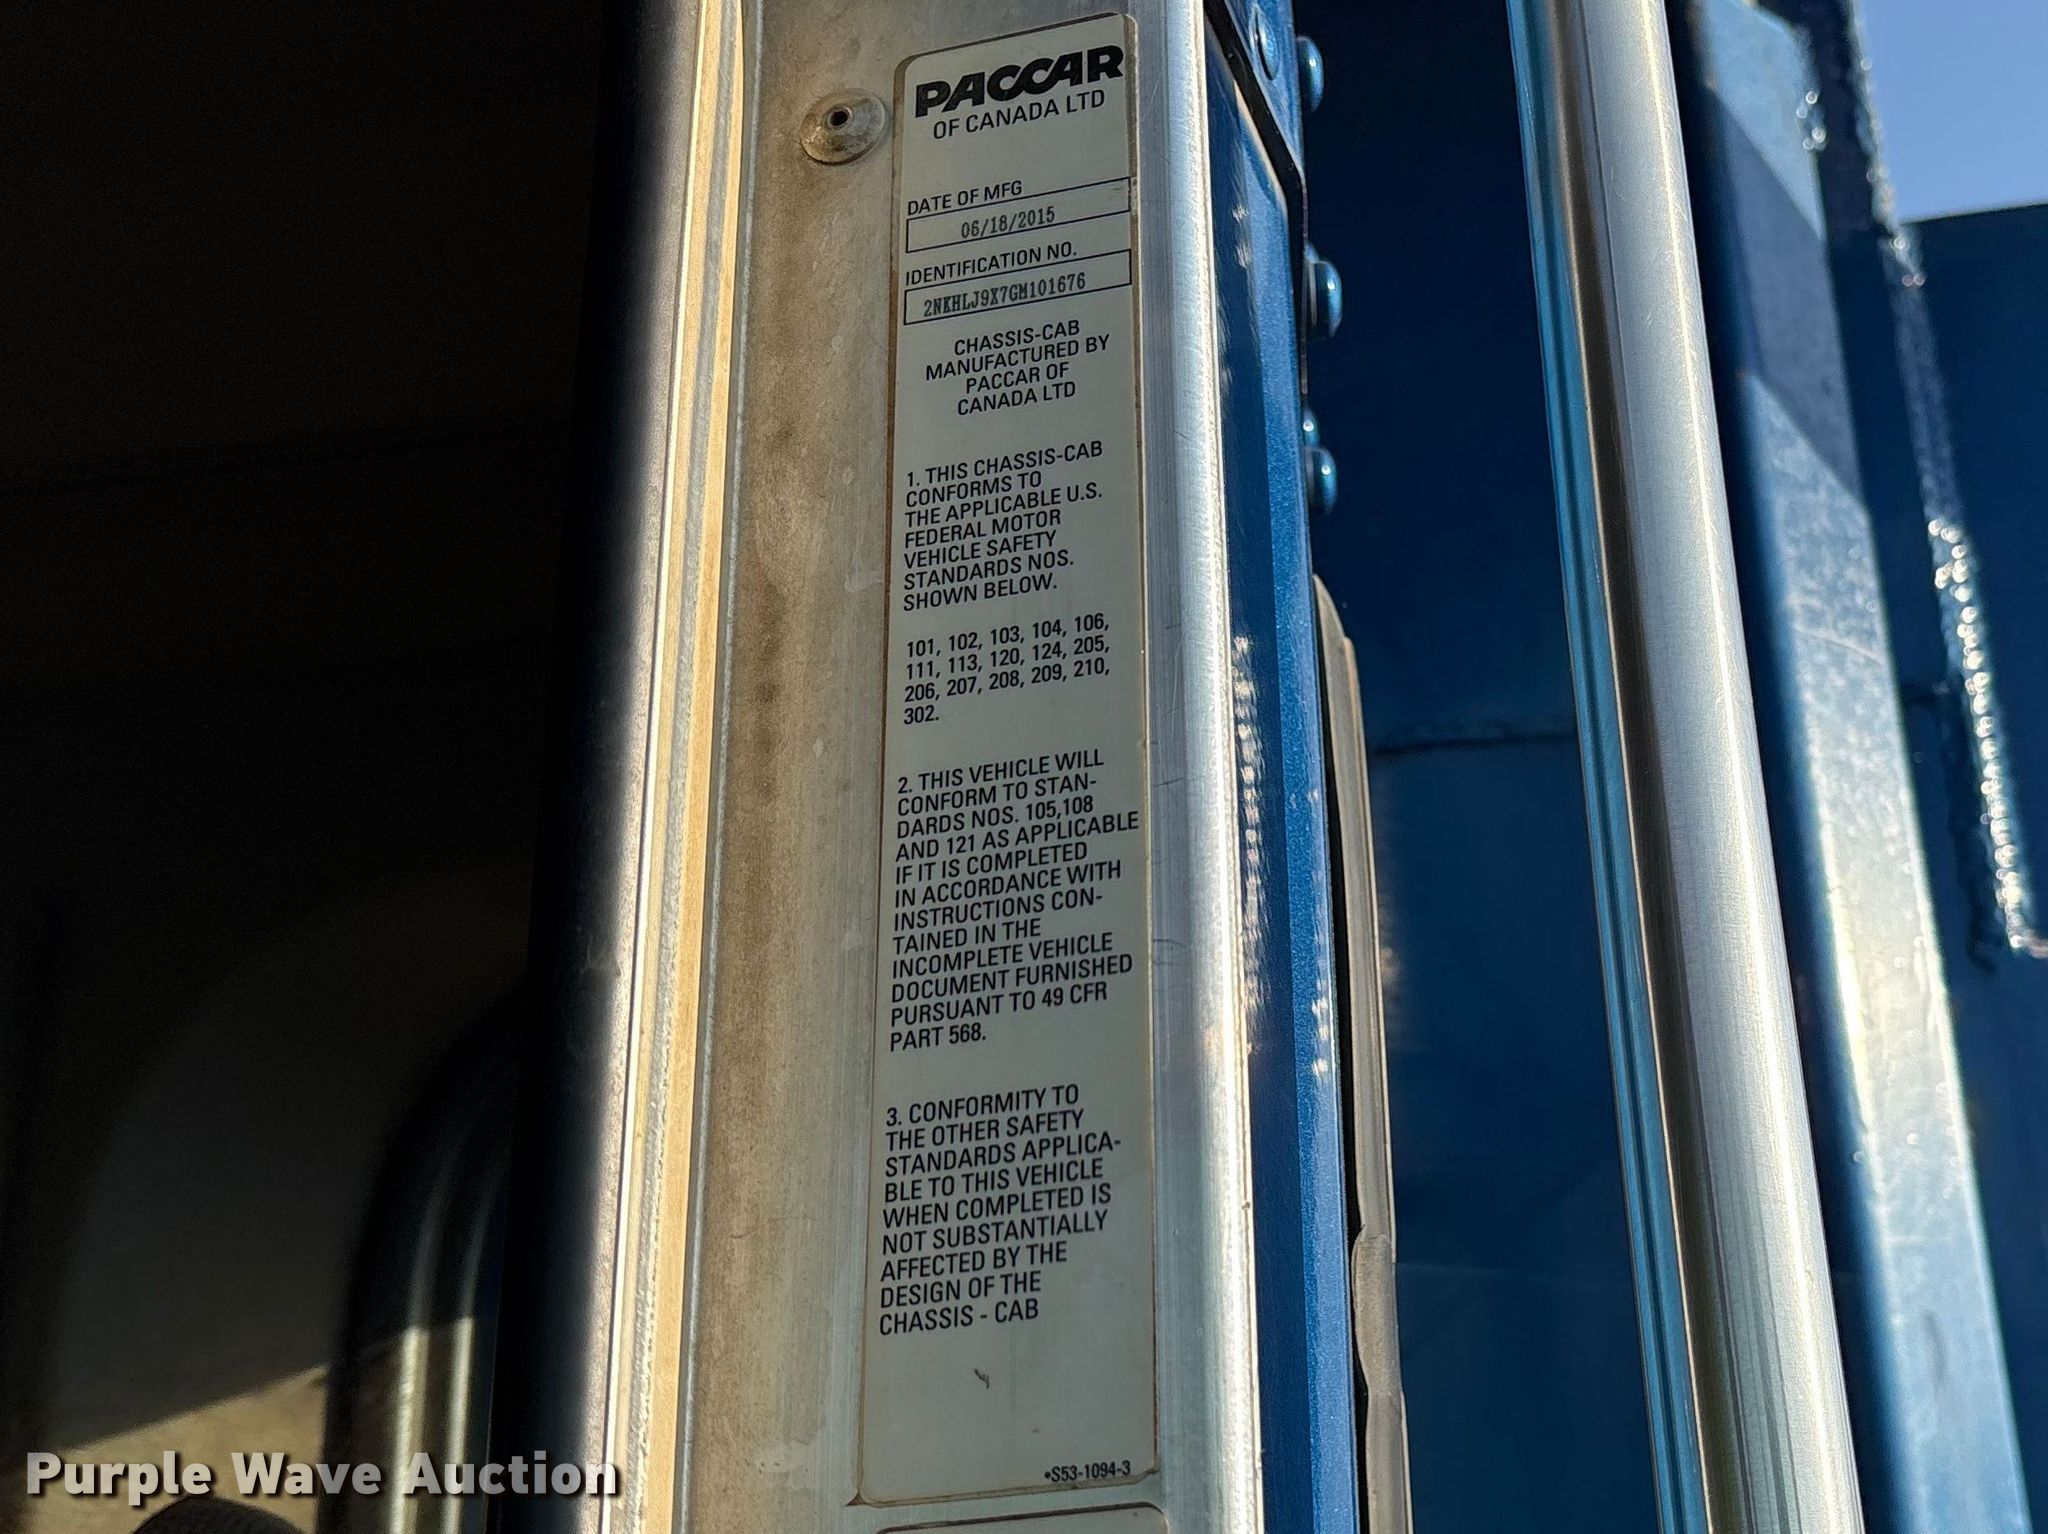 PACCAR
OF CANADA LTD
DATE OF MFG
06/18/2015
IDENTIFICATION NO.
2NKHLJ9X7GM101676
CHASSIS-CAB
MANUFACTURED BY
PACCAR OF
CANADA LTD
1. THIS CHASSIS-CAB
CONFORMS TO
THE APPLICABLE U.S.
FEDERAL MOTOR
VEHICLE SAFETY
STANDARDS NOS.
SHOWN BELOW.
101, 102, 103, 104, 106,
111, 113, 120, 124, 205,
206, 207, 208, 209, 210,
302.
2. THIS VEHICLE WILL
CONFORM TO STAN-
DARDS NOS. 105,108
AND 121 AS APPLICABLE
IF IT IS COMPLETED
IN ACCORDANCE WITH
INSTRUCTIONS CON-
TAINED IN THE
INCOMPLETE VEHICLE
DOCUMENT FURNISHED
PURSUANT TO 49 CFR
PART 568.
3. CONFORMITY TO
THE OTHER SAFETY
STANDARDS APPLICA-
BLE TO THIS VEHICLE
WHEN COMPLETED IS
NOT SUBSTANTIALLY
AFFECTED BY THE
DESIGN OF THE
CHASSIS - CAB
•S53-1094-3
Purple Wave Auction